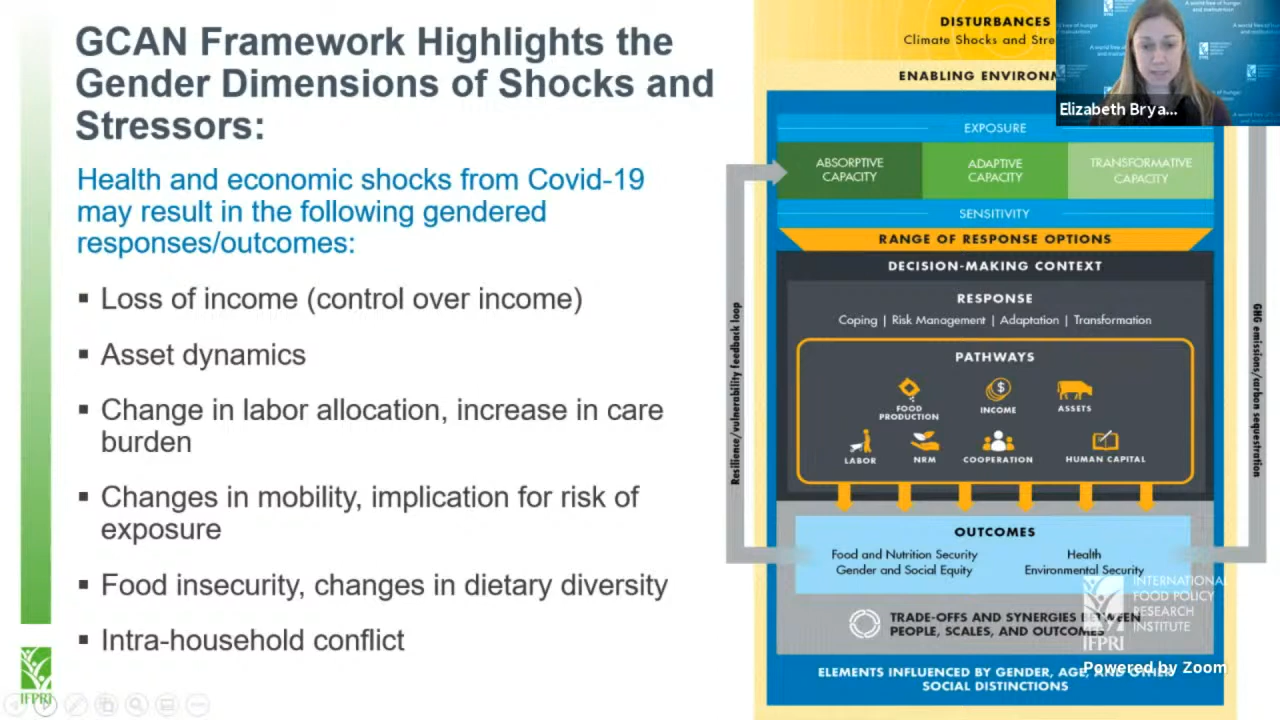 GCAN Framework Highlights the
Gender Dimensions of Shocks and
Stressors:
Health and economic shocks from Covid-19
may result in the following gendered
responses/outcomes:
▪ Loss of income (control over income)
▪ Asset dynamics
▪ Change in labor allocation, increase in care
burden
▪ Changes in mobility, implication for risk of
exposure
▪ Food insecurity, changes in dietary diversity
▪ Intra-household conflict
IFPRI
DISTURBANCES
Climate Shocks and Stre
ENABLING ENVIRONM
Elizabeth Brya...
EXPOSURE
ABSORPTIVE
CAPACITY
ADAPTIVE
CAPACITY
TRANSFORMATIVE
CAPACITY
SENSITIVITY
RANGE OF RESPONSE OPTIONS
DECISION-MAKING CONTEXT
RESPONSE
Coping | Risk Management | Adaptation | Transformation
PATHWAYS
FOOD
PRODUCTION
INCOME
ASSETS
LABOR
NRM
COOPERATION
HUMAN CAPITAL
Resilience/vulnerability feedback loop
GHG emissions/carbon sequestration
OUTCOMES
Food and Nutrition Security
Gender and Social Equity
Health
Environmental Security
TRADE-OFFS AND SYNERGIES BETWEEN
PEOPLE, SCALES, AND OUTCOMES
INTERNATIONAL
FOOD POLICY
RESEARCH
INSTITUTE
IFPRI
Powered by Zoom
ELEMENTS INFLUENCED BY GENDER, AGE, AND OTHER
SOCIAL DISTINCTIONS